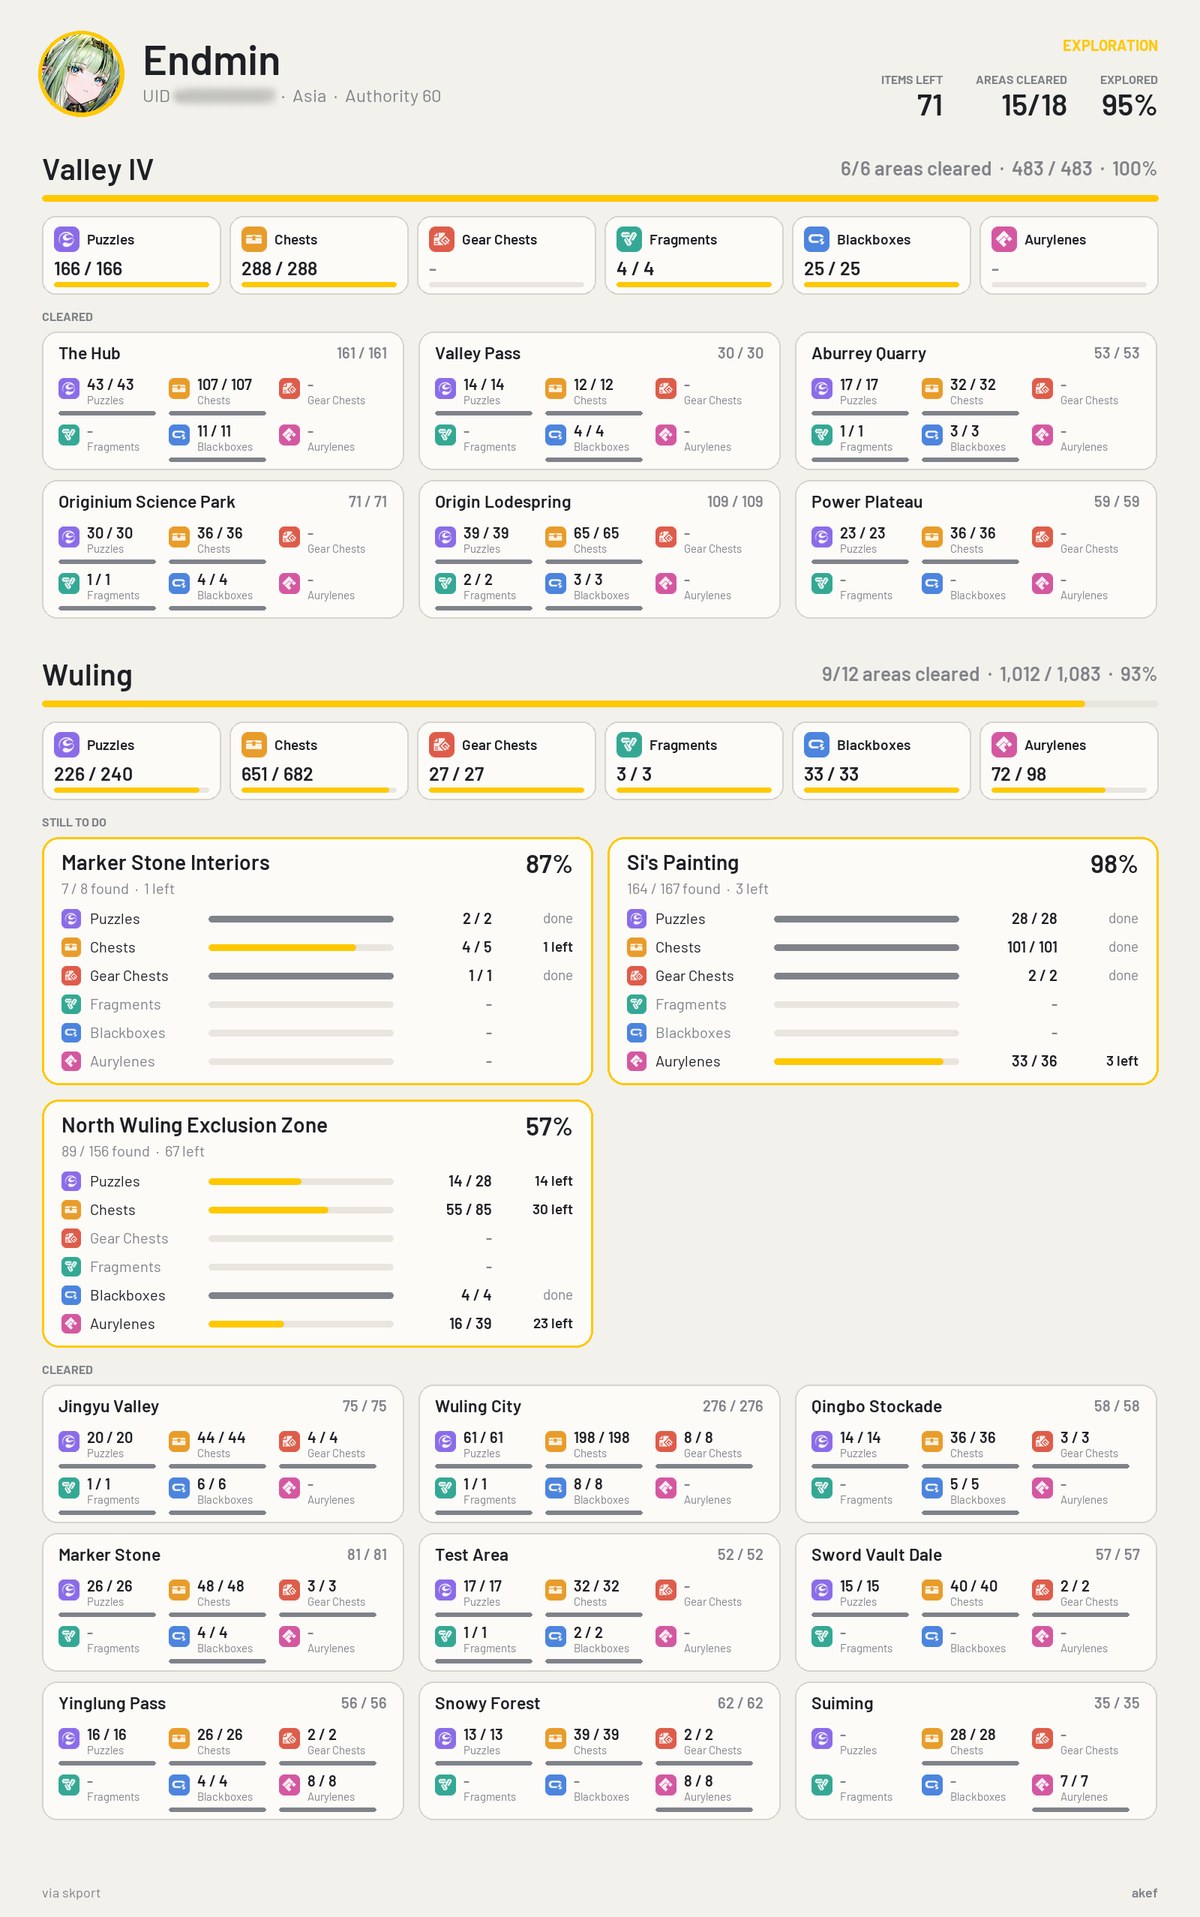 Endmin
UID · Asia · Authority 60
EXPLORATION
ITEMS LEFT AREAS CLEARED EXPLORED
71 15/18 95%
Valley IV 6/6 areas cleared · 483 / 483 · 100%
Puzzles Chests Gear Chests Fragments Blackboxes Aurylenes
166 / 166 288 / 288 - 4 / 4 25 / 25 -
CLEARED
The Hub 161 / 161 Valley Pass 30 / 30 Aburrey Quarry 53 / 53
43 / 43 107 / 107 - 14 / 14 12 / 12 - 17 / 17 32 / 32 -
Puzzles Chests Gear Chests Puzzles Chests Gear Chests Puzzles Chests Gear Chests
- 11 / 11 - - 4 / 4 - 1 / 1 3 / 3 -
Fragments Blackboxes Aurylenes Fragments Blackboxes Aurylenes Fragments Blackboxes Aurylenes
Originium Science Park 71 / 71 Origin Lodespring 109 / 109 Power Plateau 59 / 59
30 / 30 36 / 36 - 39 / 39 65 / 65 - 23 / 23 36 / 36 -
Puzzles Chests Gear Chests Puzzles Chests Gear Chests Puzzles Chests Gear Chests
1 / 1 4 / 4 - 2 / 2 3 / 3 - - - -
Fragments Blackboxes Aurylenes Fragments Blackboxes Aurylenes Fragments Blackboxes Aurylenes
Wuling 9/12 areas cleared · 1,012 / 1,083 · 93%
Puzzles Chests Gear Chests Fragments Blackboxes Aurylenes
226 / 240 651 / 682 27 / 27 3 / 3 33 / 33 72 / 98
STILL TO DO
Marker Stone Interiors 87%
7 / 8 found · 1 left
Puzzles 2 / 2 done
Chests 4 / 5 1 left
Gear Chests 1 / 1 done
Fragments -
Blackboxes -
Aurylenes -
Si's Painting 98%
164 / 167 found · 3 left
Puzzles 28 / 28 done
Chests 101 / 101 done
Gear Chests 2 / 2 done
Fragments -
Blackboxes -
Aurylenes 33 / 36 3 left
North Wuling Exclusion Zone 57%
89 / 156 found · 67 left
Puzzles 14 / 28 14 left
Chests 55 / 85 30 left
Gear Chests -
Fragments -
Blackboxes 4 / 4 done
Aurylenes 16 / 39 23 left
CLEARED
Jingyu Valley 75 / 75 Wuling City 276 / 276 Qingbo Stockade 58 / 58
20 / 20 44 / 44 4 / 4 61 / 61 198 / 198 8 / 8 14 / 14 36 / 36 3 / 3
Puzzles Chests Gear Chests Puzzles Chests Gear Chests Puzzles Chests Gear Chests
1 / 1 6 / 6 - 1 / 1 8 / 8 - - 5 / 5 -
Fragments Blackboxes Aurylenes Fragments Blackboxes Aurylenes Fragments Blackboxes Aurylenes
Marker Stone 81 / 81 Test Area 52 / 52 Sword Vault Dale 57 / 57
26 / 26 48 / 48 3 / 3 17 / 17 32 / 32 - 15 / 15 40 / 40 2 / 2
Puzzles Chests Gear Chests Puzzles Chests Gear Chests Puzzles Chests Gear Chests
- 4 / 4 - 1 / 1 2 / 2 - - - -
Fragments Blackboxes Aurylenes Fragments Blackboxes Aurylenes Fragments Blackboxes Aurylenes
Yinglung Pass 56 / 56 Snowy Forest 62 / 62 Suiming 35 / 35
16 / 16 26 / 26 2 / 2 13 / 13 39 / 39 2 / 2 - 28 / 28 -
Puzzles Chests Gear Chests Puzzles Chests Gear Chests Puzzles Chests Gear Chests
- 4 / 4 8 / 8 - - 8 / 8 - - 7 / 7
Fragments Blackboxes Aurylenes Fragments Blackboxes Aurylenes Fragments Blackboxes Aurylenes
via skport akef